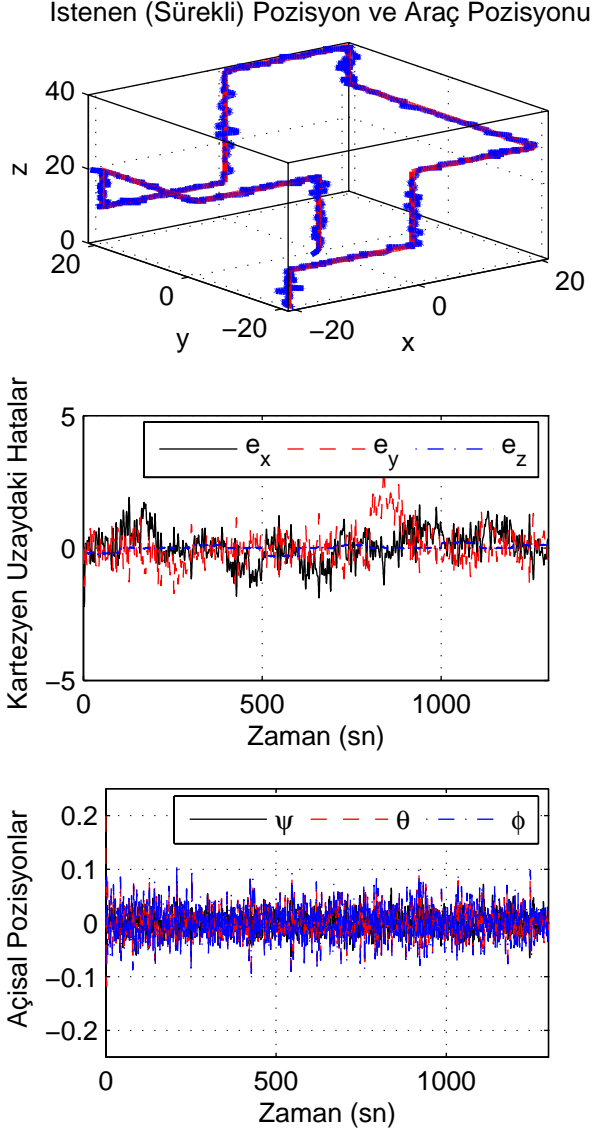 Istenen (Sürekli) Pozisyon ve Araç Pozisyonu
40
20
0
z
20
0
−20
y
−20
0
20
x
Kartezyen Uzaydaki Hatalar
5
0
−5
e_x e_y e_z
0 500 1000
Zaman (sn)
Açisal Pozisyonlar
0.2
0.1
0
−0.1
−0.2
ψ θ ϕ
0 500 1000
Zaman (sn)